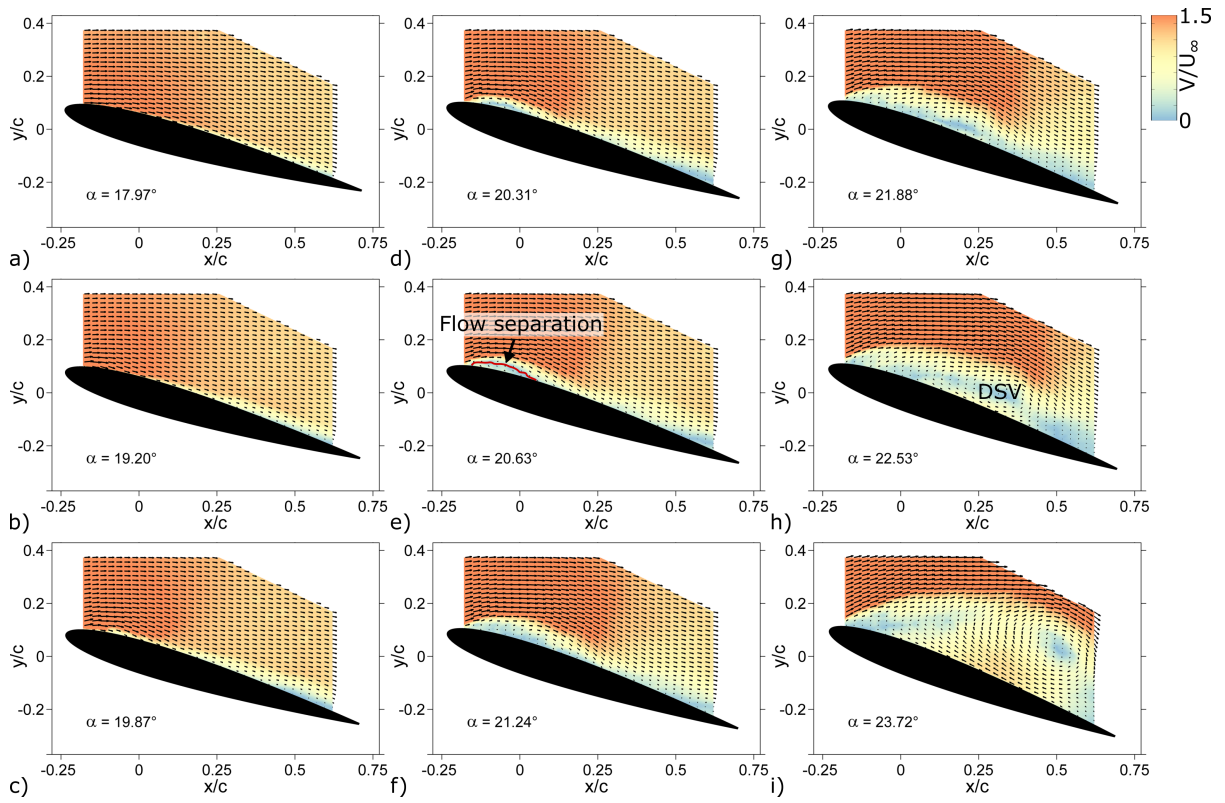 0.4
0.2
y/c
0
-0.2
α = 17.97°
-0.25 0 0.25 0.5 0.75
x/c
a)
0.4
0.2
y/c
0
-0.2
α = 20.31°
-0.25 0 0.25 0.5 0.75
x/c
d)
0.4
0.2
y/c
0
-0.2
α = 21.88°
-0.25 0 0.25 0.5 0.75
x/c
g)
1.5
V/U∞
0
0.4
0.2
y/c
0
-0.2
α = 19.20°
-0.25 0 0.25 0.5 0.75
x/c
b)
0.4
0.2
y/c
0
-0.2
Flow separation
α = 20.63°
-0.25 0 0.25 0.5 0.75
x/c
e)
0.4
0.2
y/c
0
-0.2
DSV
α = 22.53°
-0.25 0 0.25 0.5 0.75
x/c
h)
0.4
0.2
y/c
0
-0.2
α = 19.87°
-0.25 0 0.25 0.5 0.75
x/c
c)
0.4
0.2
y/c
0
-0.2
α = 21.24°
-0.25 0 0.25 0.5 0.75
x/c
f)
0.4
0.2
y/c
0
-0.2
α = 23.72°
-0.25 0 0.25 0.5 0.75
x/c
i)